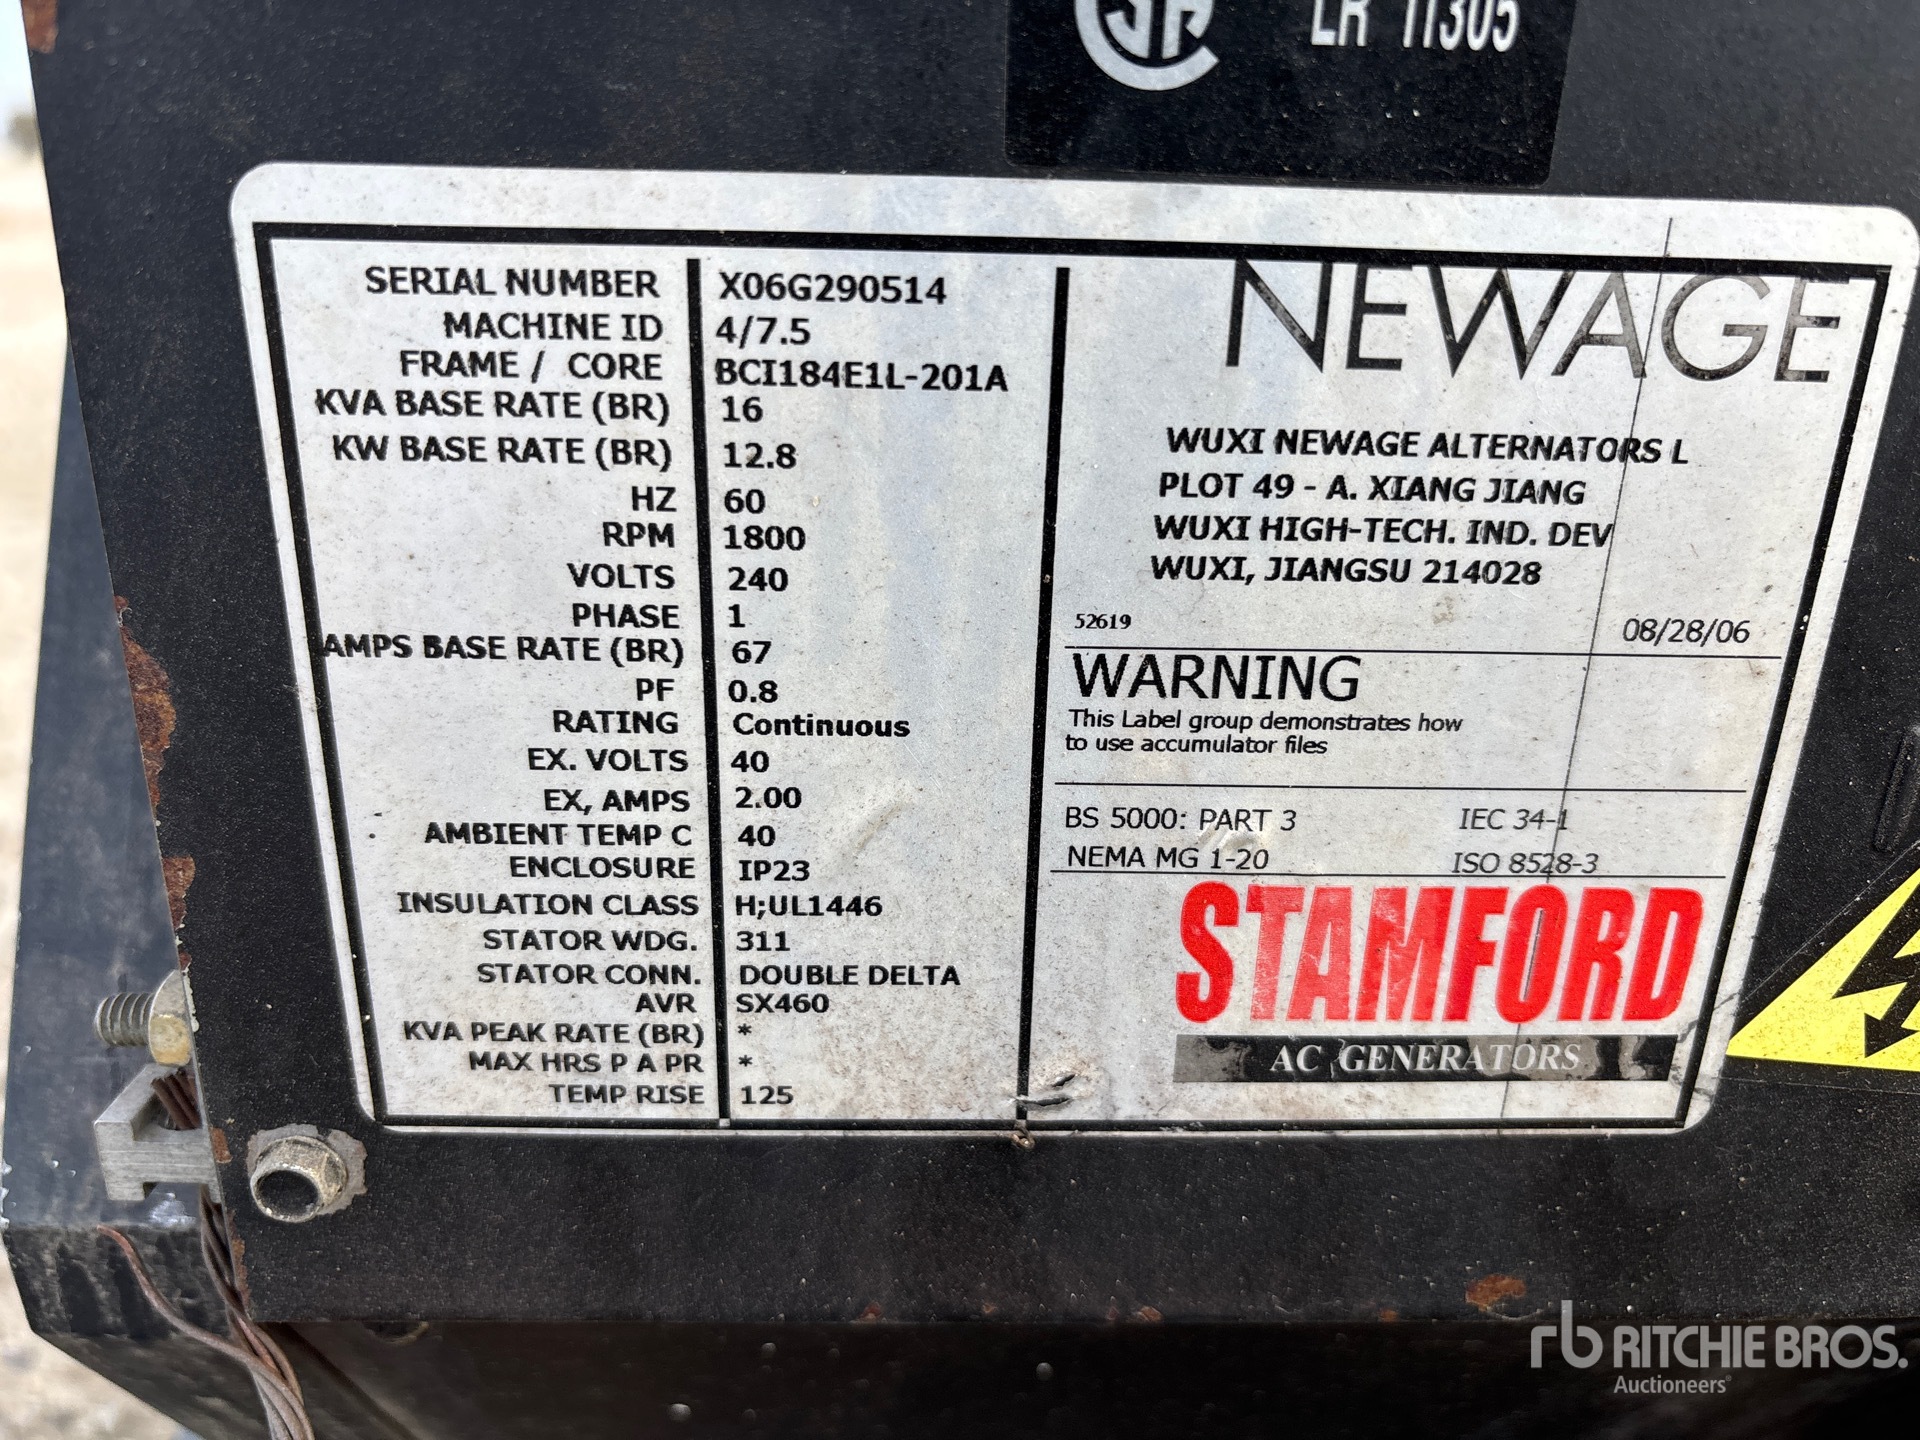 LR 11305
SERIAL NUMBER X06G290514
MACHINE ID 4/7.5
FRAME / CORE BCI184E1L-201A
KVA BASE RATE (BR) 16
KW BASE RATE (BR) 12.8
HZ 60
RPM 1800
VOLTS 240
PHASE 1
AMPS BASE RATE (BR) 67
PF 0.8
RATING Continuous
EX. VOLTS 40
EX, AMPS 2.00
AMBIENT TEMP C 40
ENCLOSURE IP23
INSULATION CLASS H;UL1446
STATOR WDG. 311
STATOR CONN. DOUBLE DELTA
AVR SX460
KVA PEAK RATE (BR) *
MAX HRS P A PR *
TEMP RISE 125
NEWAGE
WUXI NEWAGE ALTERNATORS L
PLOT 49 - A. XIANG JIANG
WUXI HIGH-TECH. IND. DEV
WUXI, JIANGSU 214028
52619 08/28/06
WARNING
This Label group demonstrates how
to use accumulator files
BS 5000: PART 3 IEC 34-1
NEMA MG 1-20 ISO 8528-3
STAMFORD
AC GENERATORS
rb RITCHIE BROS.
Auctioneers